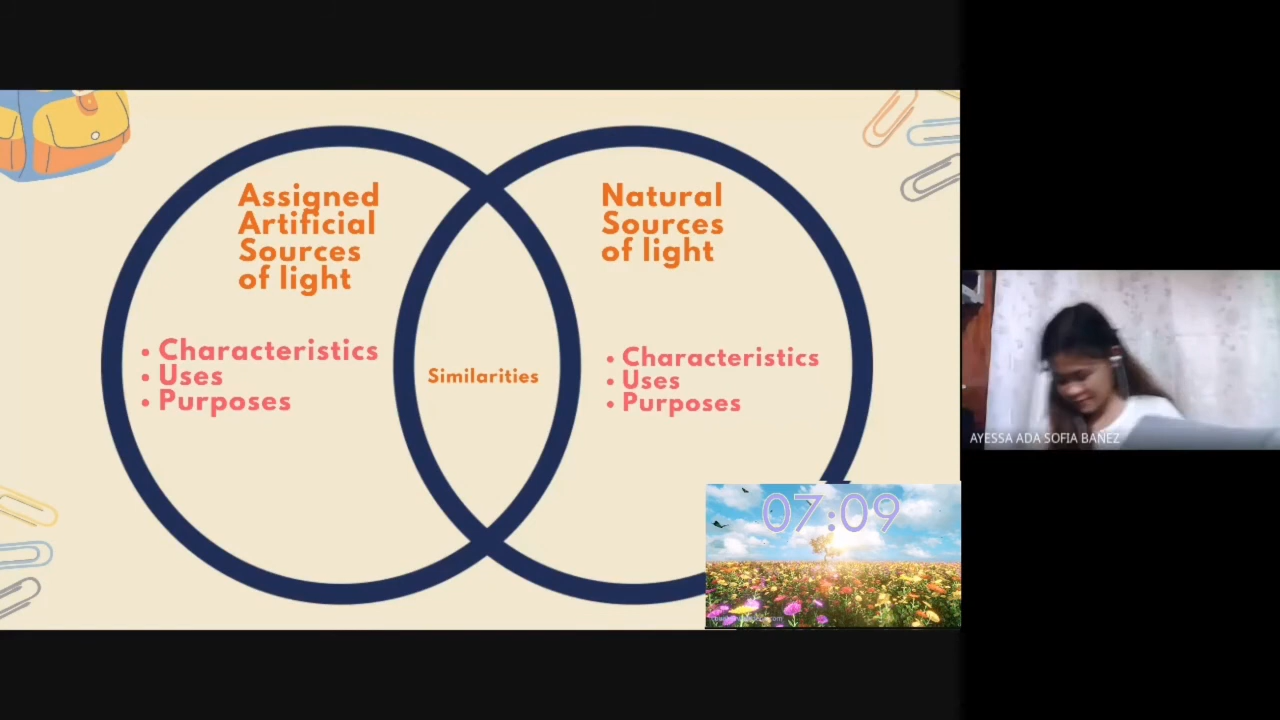 Assigned
Artificial
Sources
of light
• Characteristics
• Uses
• Purposes
Similarities
Natural
Sources
of light
• Characteristics
• Uses
• Purposes
07:09
AYESSA ADA SOFIA BAÑEZ